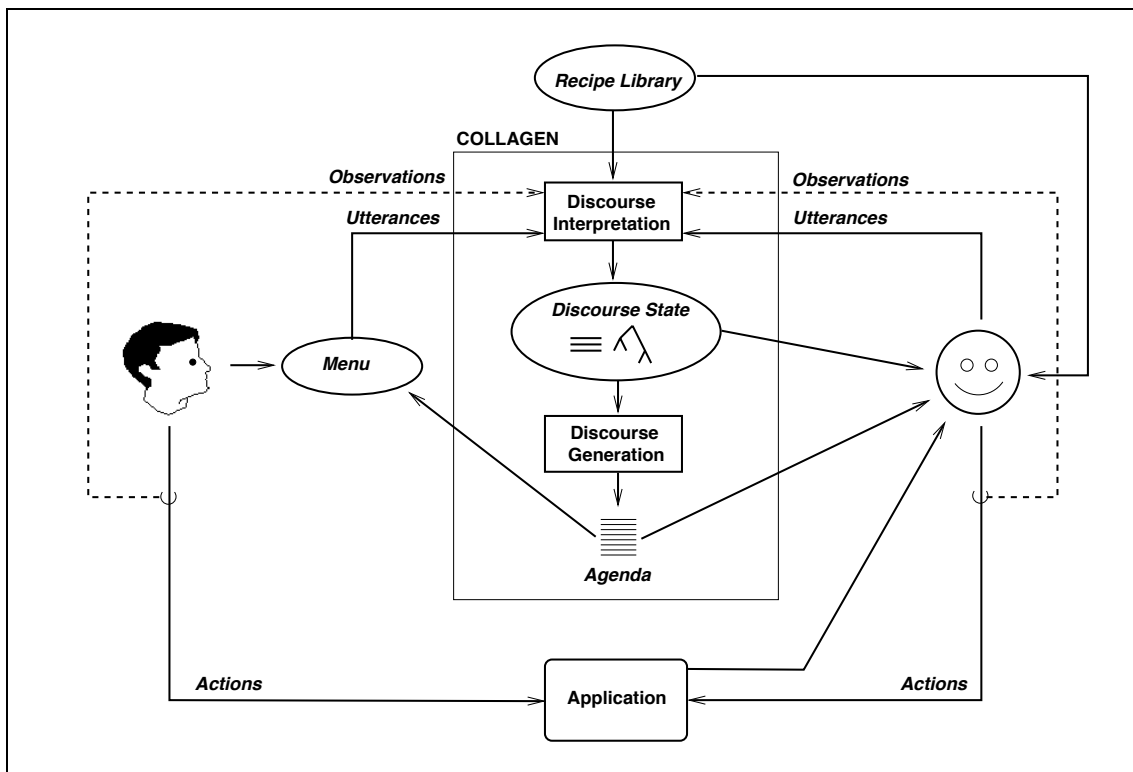 Recipe Library
COLLAGEN
Observations
Observations
Discourse
Interpretation
Utterances
Utterances
Discourse State
Menu
Discourse
Generation
Agenda
Actions
Application
Actions